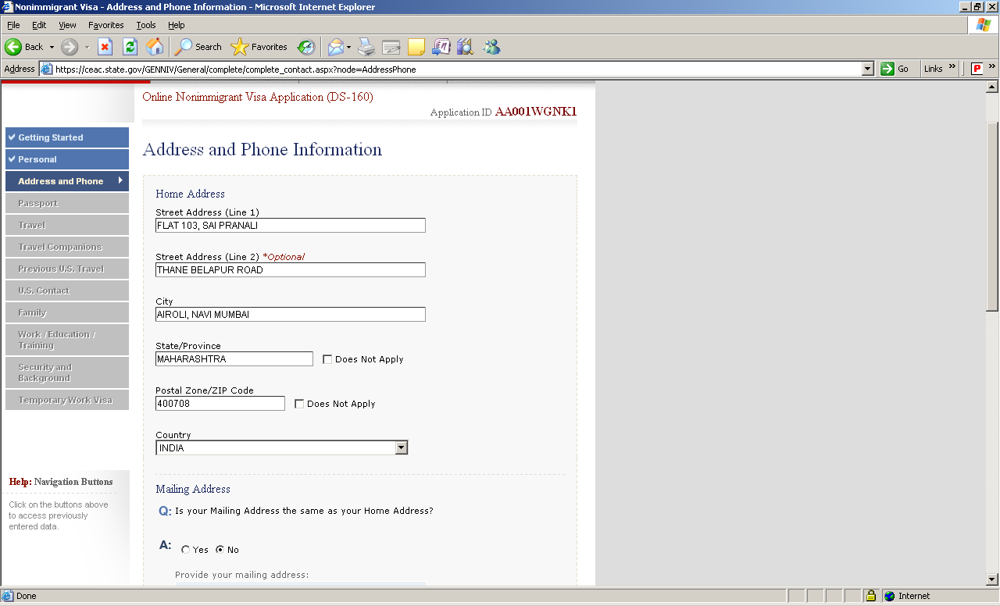 Nonimmigrant Visa - Address and Phone Information - Microsoft Internet Explorer
File Edit View Favorites Tools Help
Back Search Favorites
Address https://ceac.state.gov/GENNIV/General/complete/complete_contact.aspx?node=AddressPhone Go Links »
Online Nonimmigrant Visa Application (DS-160)
Application ID AA001WGNK1
Getting Started
Personal
Address and Phone
Passport
Travel
Travel Companions
Previous U.S. Travel
U.S. Contact
Family
Work / Education /
Training
Security and
Background
Temporary Work Visa
Help: Navigation Buttons
Click on the buttons above
to access previously
entered data.
Address and Phone Information
Home Address
Street Address (Line 1)
FLAT 103, SAI PRANALI
Street Address (Line 2) *Optional
THANE BELAPUR ROAD
City
AIROLI, NAVI MUMBAI
State/Province
MAHARASHTRA Does Not Apply
Postal Zone/ZIP Code
400708 Does Not Apply
Country
INDIA
Mailing Address
Q: Is your Mailing Address the same as your Home Address?
A: Yes No
Provide your mailing address:
Done Internet